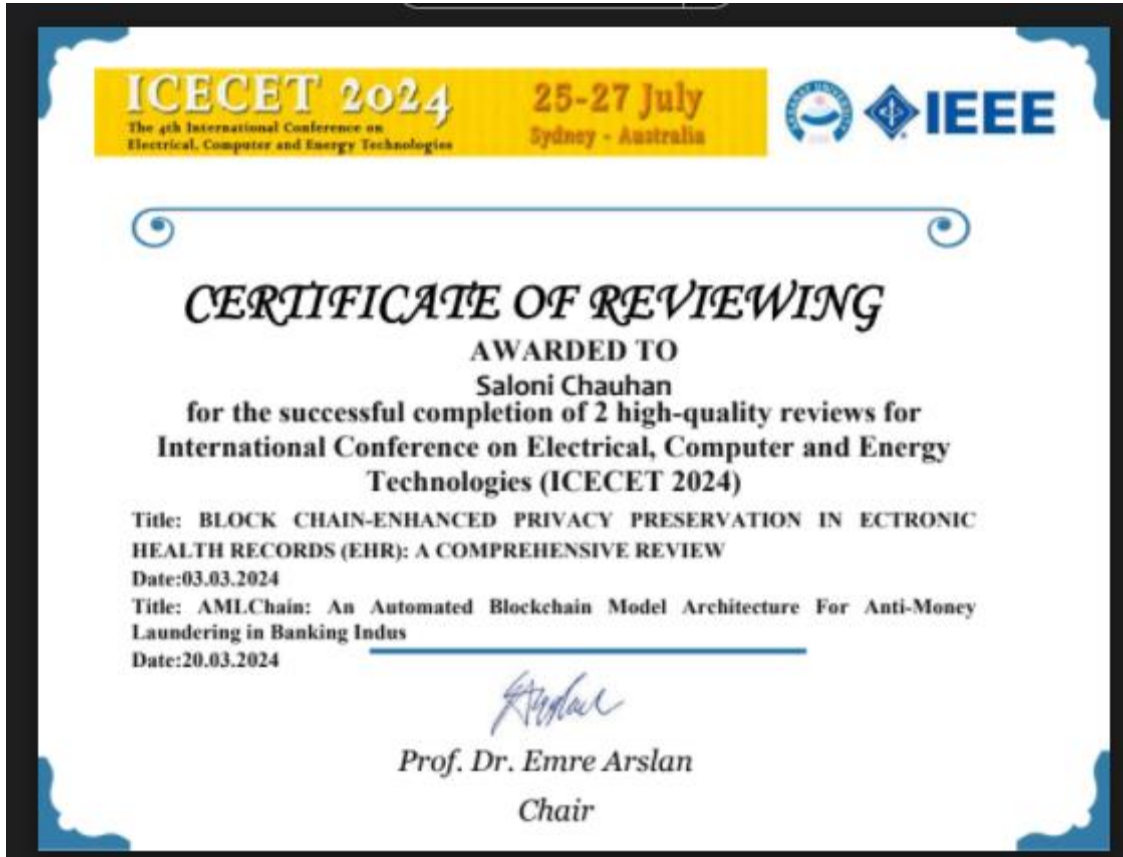 ICECET 2024
The 4th International Conference on
Electrical, Computer and Energy Technologies
25-27 July
Sydney - Australia
IEEE
CERTIFICATE OF REVIEWING
AWARDED TO
Saloni Chauhan
for the successful completion of 2 high-quality reviews for
International Conference on Electrical, Computer and Energy
Technologies (ICECET 2024)
Title: BLOCK CHAIN-ENHANCED PRIVACY PRESERVATION IN ECTRONIC
HEALTH RECORDS (EHR): A COMPREHENSIVE REVIEW
Date:03.03.2024
Title: AMLChain: An Automated Blockchain Model Architecture For Anti-Money
Laundering in Banking Indus
Date:20.03.2024
Prof. Dr. Emre Arslan
Chair